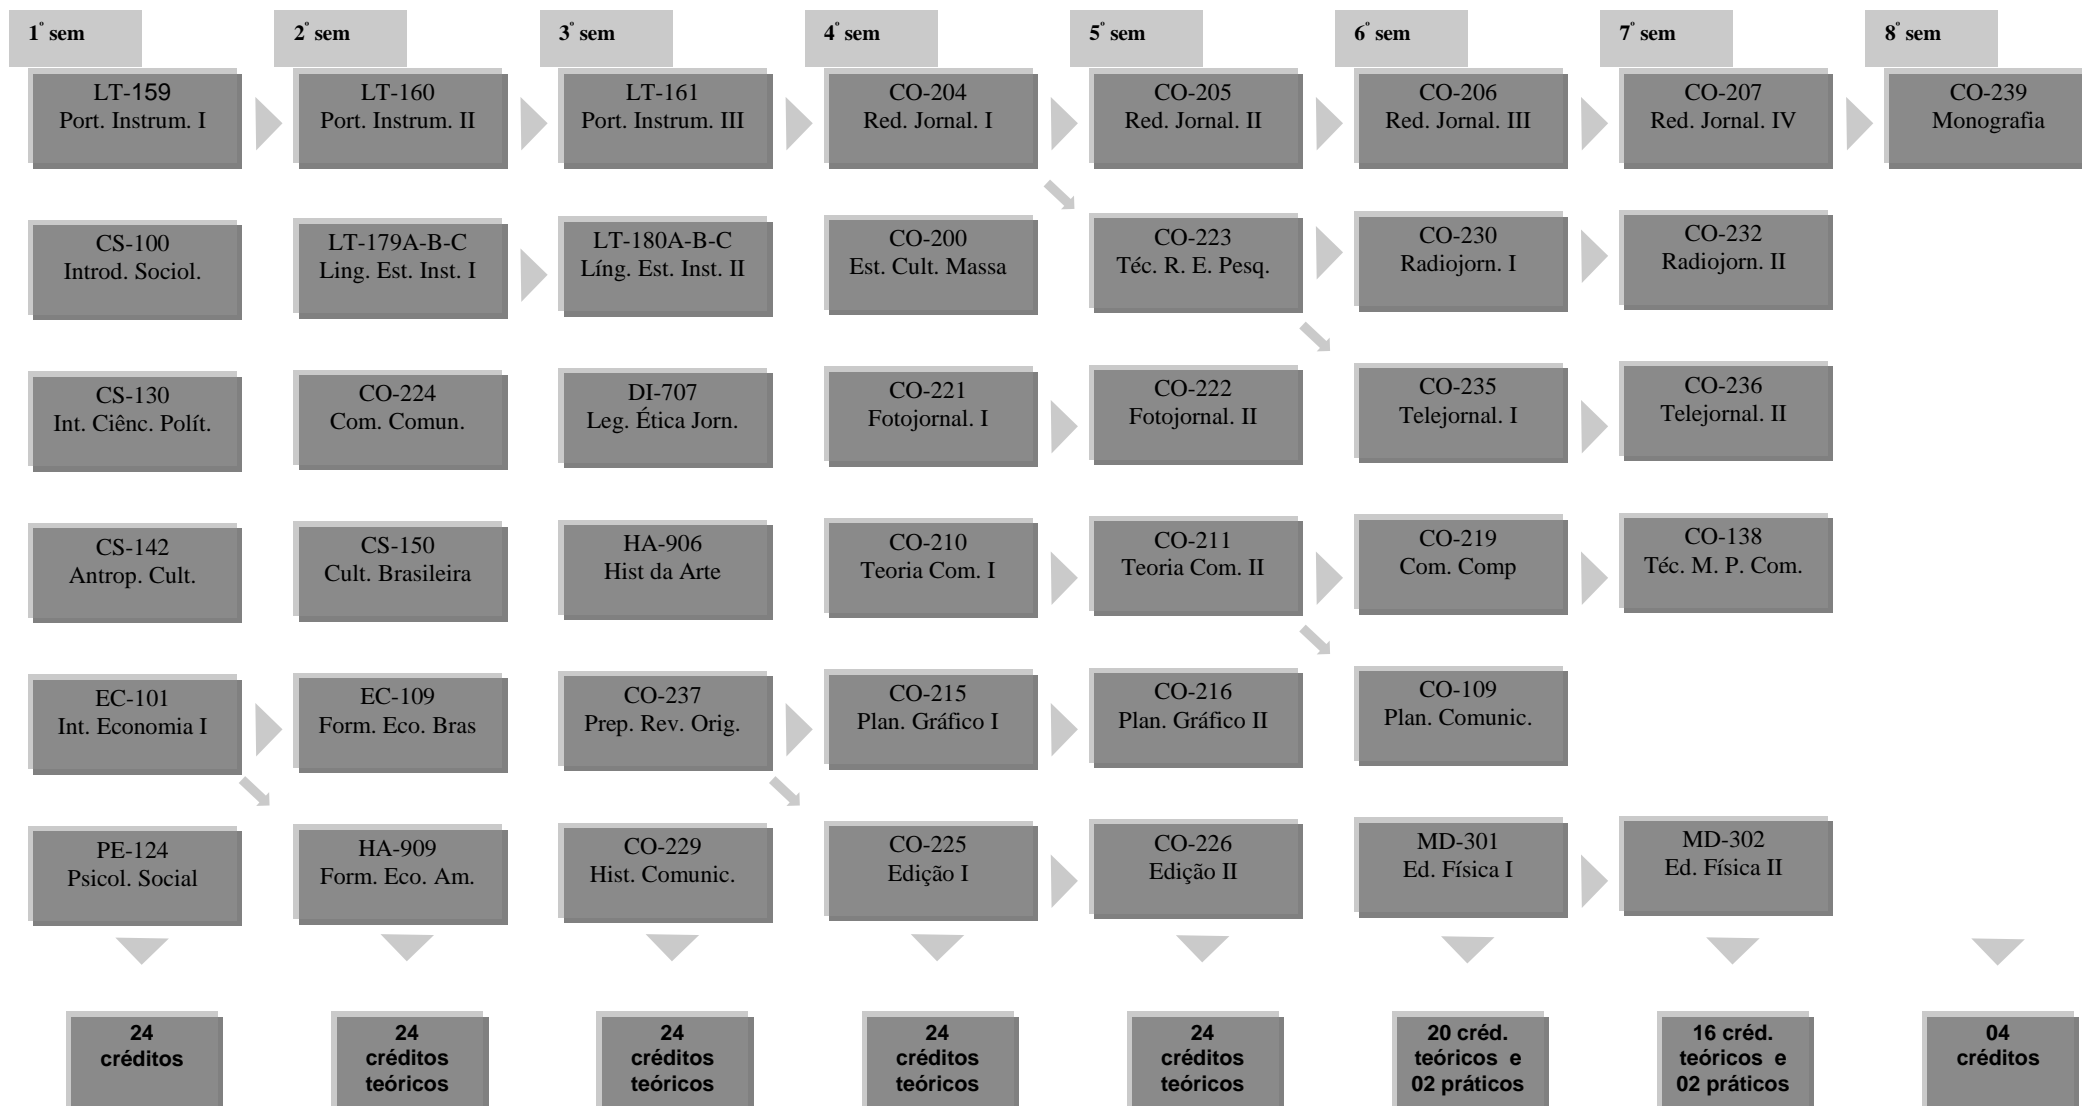 1º sem
2º sem
3º sem
4º sem
5º sem
6º sem
7º sem
8º sem
LT-159
Port. Instrum. I
LT-160
Port. Instrum. II
LT-161
Port. Instrum. III
CO-204
Red. Jornal. I
CO-205
Red. Jornal. II
CO-206
Red. Jornal. III
CO-207
Red. Jornal. IV
CO-239
Monografia
CS-100
Introd. Sociol.
LT-179A-B-C
Ling. Est. Inst. I
LT-180A-B-C
Líng. Est. Inst. II
CO-200
Est. Cult. Massa
CO-223
Téc. R. E. Pesq.
CO-230
Radiojorn. I
CO-232
Radiojorn. II
CS-130
Int. Ciênc. Polít.
CO-224
Com. Comun.
DI-707
Leg. Ética Jorn.
CO-221
Fotojornal. I
CO-222
Fotojornal. II
CO-235
Telejornal. I
CO-236
Telejornal. II
CS-142
Antrop. Cult.
CS-150
Cult. Brasileira
HA-906
Hist da Arte
CO-210
Teoria Com. I
CO-211
Teoria Com. II
CO-219
Com. Comp
CO-138
Téc. M. P. Com.
EC-101
Int. Economia I
EC-109
Form. Eco. Bras
CO-237
Prep. Rev. Orig.
CO-215
Plan. Gráfico I
CO-216
Plan. Gráfico II
CO-109
Plan. Comunic.
PE-124
Psicol. Social
HA-909
Form. Eco. Am.
CO-229
Hist. Comunic.
CO-225
Edição I
CO-226
Edição II
MD-301
Ed. Física I
MD-302
Ed. Física II
24
créditos
24
créditos
teóricos
24
créditos
teóricos
24
créditos
teóricos
24
créditos
teóricos
20 créd.
teóricos e
02 práticos
16 créd.
teóricos e
02 práticos
04
créditos